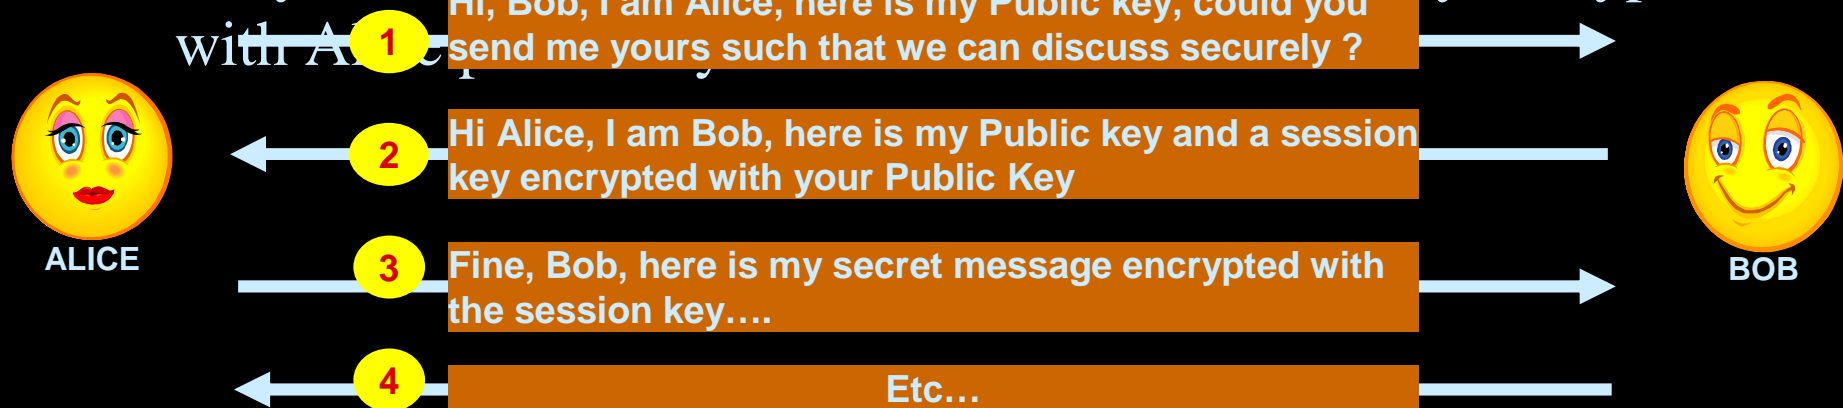 Hi, Bob, I am Alice, here is my Public key, could you
with
1
send me yours such that we can discuss securely ?
2
Hi Alice, I am Bob, here is my Public key and a session
key encrypted with your Public Key
ALICE
3
Fine, Bob, here is my secret message encrypted with
the session key….
BOB
4
Etc…